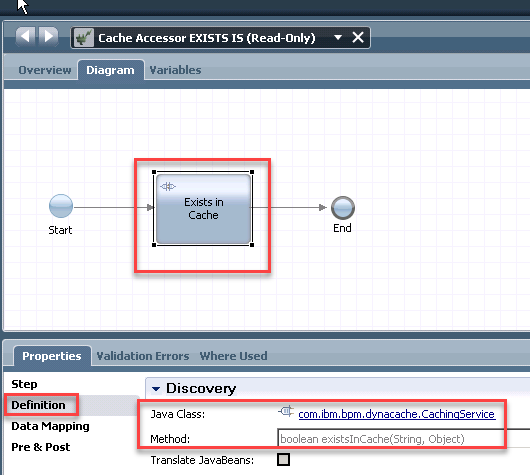 Cache Accessor EXISTS IS (Read-Only)
Overview Diagram Variables
Exists in
Cache
Start
End
Properties Validation Errors Where Used
Step
Discovery
Definition
Java Class: com.ibm.bpm.dynacache.CachingService
Data Mapping
Method: boolean existsInCache(String, Object)
Pre & Post
Translate JavaBeans: